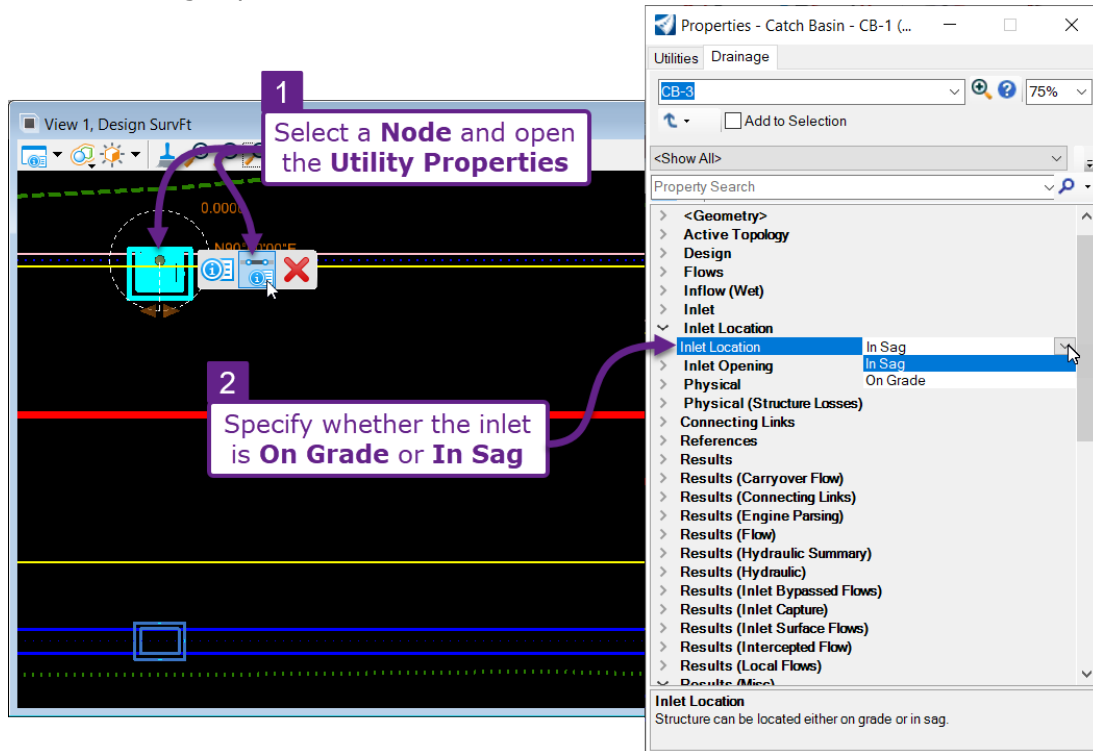 Properties - Catch Basin - CB-1 (...
Utilities Drainage
CB-3
75%
Add to Selection
<Show All>
Property Search
<Geometry>
Active Topology
Design
Flows
Inflow (Wet)
Inlet
Inlet Location
Inlet Location In Sag
In Sag
On Grade
Inlet Opening
Physical
Physical (Structure Losses)
Connecting Links
References
Results
Results (Carryover Flow)
Results (Connecting Links)
Results (Engine Parsing)
Results (Flow)
Results (Hydraulic Summary)
Results (Hydraulic)
Results (Inlet Bypassed Flows)
Results (Inlet Capture)
Results (Inlet Surface Flows)
Results (Intercepted Flow)
Results (Local Flows)
Results (Misc)
Inlet Location
Structure can be located either on grade or in sag.
View 1, Design SurvFt
1
Select a Node and open
the Utility Properties
2
Specify whether the inlet
is On Grade or In Sag